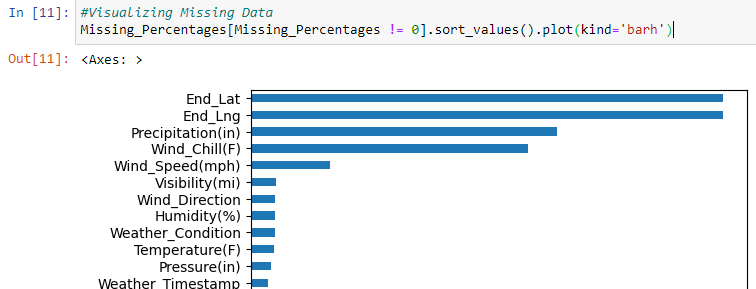 In [11]: #Visualizing Missing Data
Missing_Percentages[Missing_Percentages != 0].sort_values().plot(kind='barh')
Out[11]: <Axes: >
End_Lat
End_Lng
Precipitation(in)
Wind_Chill(F)
Wind_Speed(mph)
Visibility(mi)
Wind_Direction
Humidity(%)
Weather_Condition
Temperature(F)
Pressure(in)
Weather_Timestamp